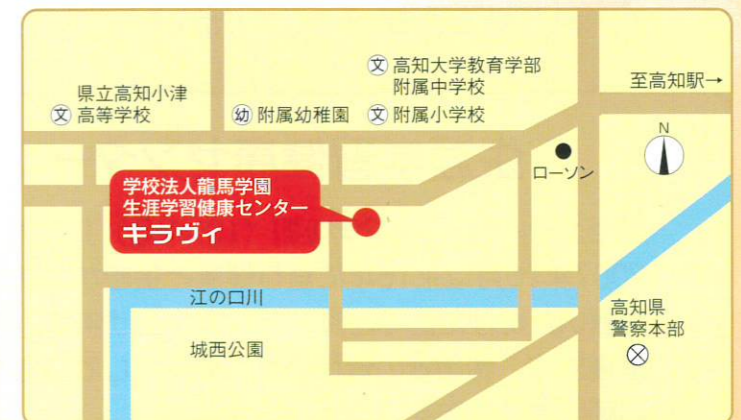 県立高知小津
文 高等学校
幼 附属幼稚園
文 高知大学教育学部
附属中学校
文 附属小学校
至高知駅→
N
ローソン
学校法人龍馬学園
生涯学習健康センター
キラヴィ
江の口川
城西公園
高知県
警察本部